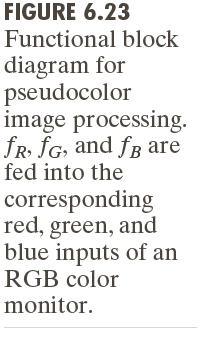 FIGURE 6.23
Functional block
diagram for
pseudocolor
image processing.
fR, fG, and fB are
fed into the
corresponding
red, green, and
blue inputs of an
RGB color
monitor.